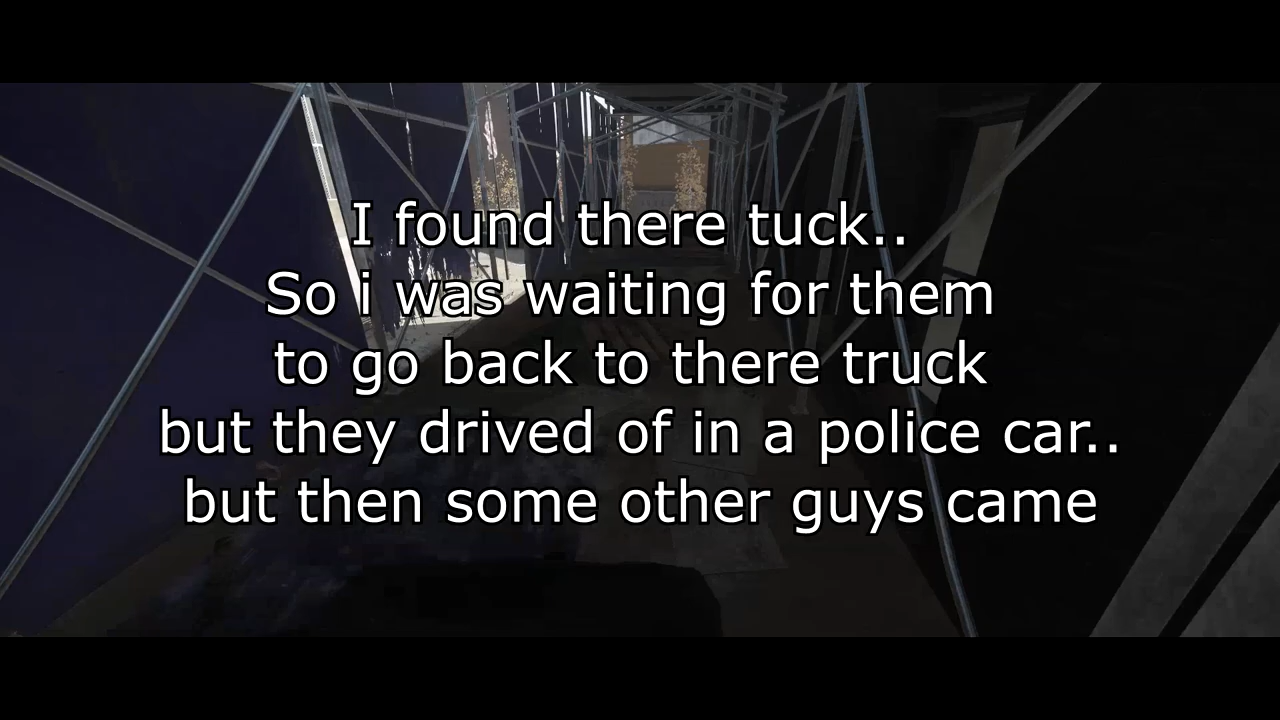 I found there tuck..
So i was waiting for them
to go back to there truck
but they drived of in a police car..
but then some other guys came